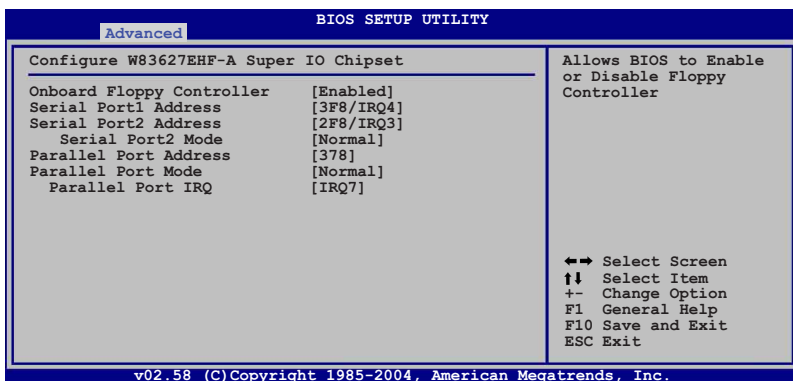 BIOS SETUP UTILITY
Advanced
Configure W83627EHF-A Super IO Chipset
Onboard Floppy Controller [Enabled]
Serial Port1 Address [3F8/IRQ4]
Serial Port2 Address [2F8/IRQ3]
Serial Port2 Mode [Normal]
Parallel Port Address [378]
Parallel Port Mode [Normal]
Parallel Port IRQ [IRQ7]
Allows BIOS to Enable
or Disable Floppy
Controller
←→ Select Screen
↑↓ Select Item
+- Change Option
F1 General Help
F10 Save and Exit
ESC Exit
v02.58 (C)Copyright 1985-2004, American Megatrends, Inc.